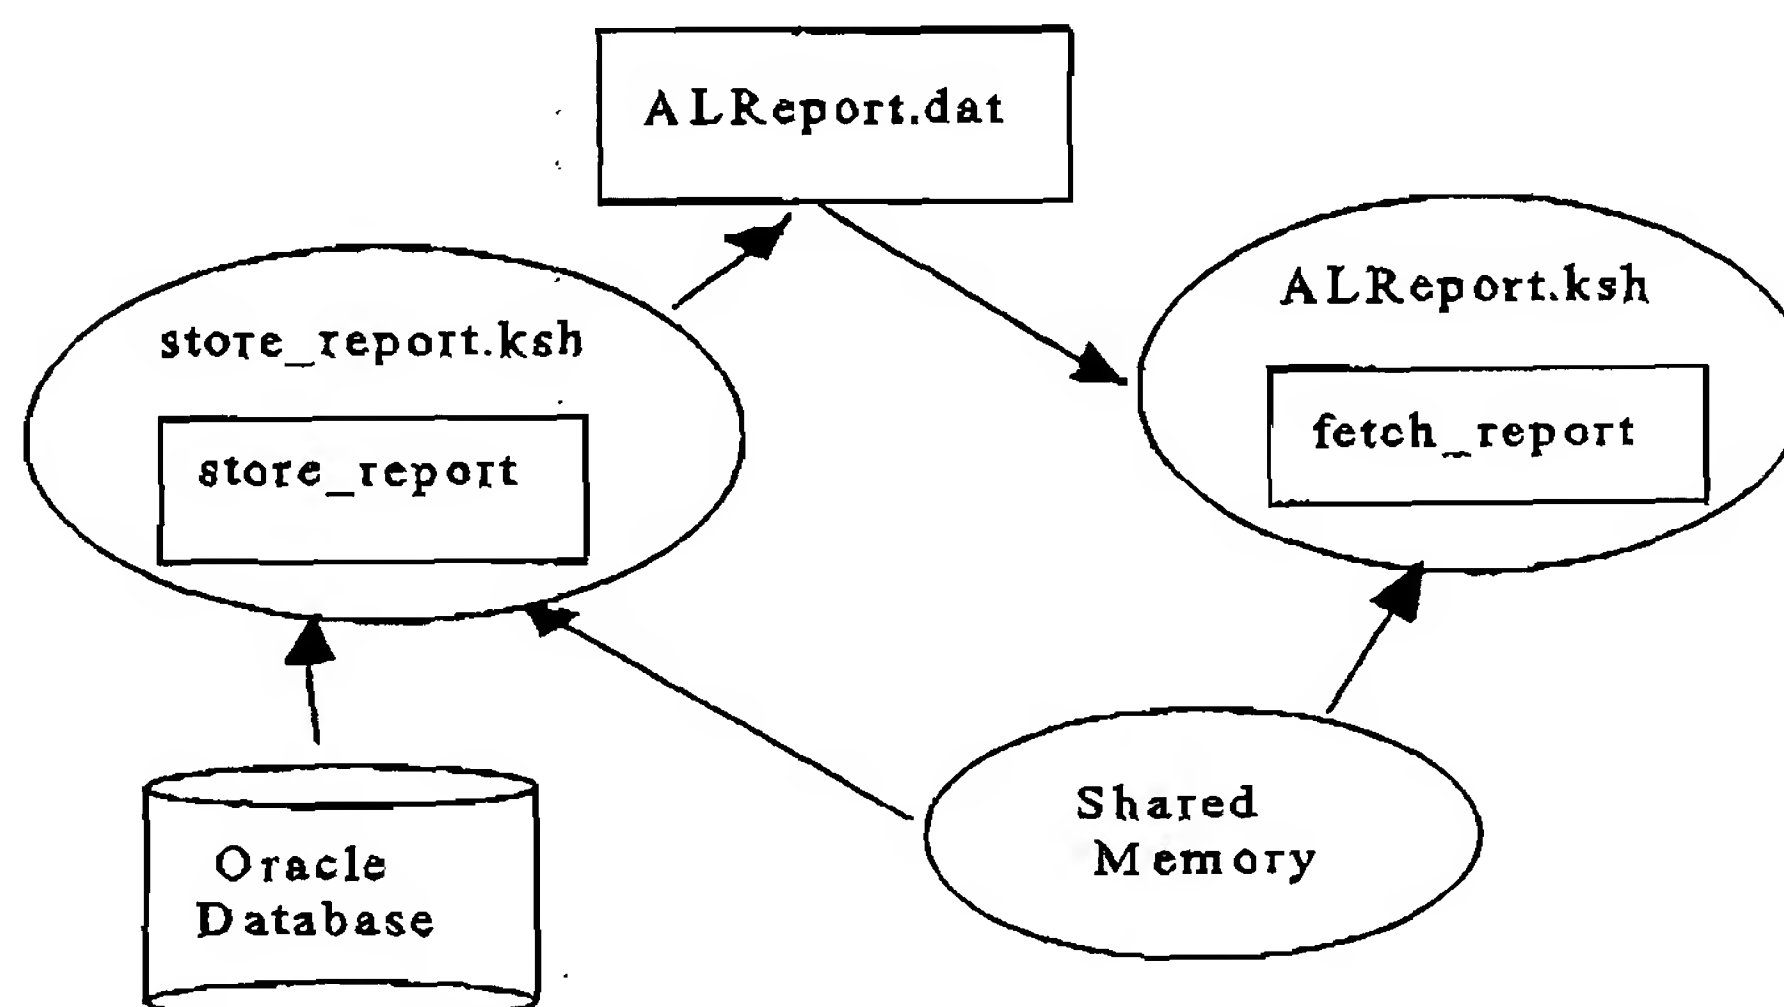 ALReport.dat
ALReport.ksh
store_report.ksh
fetch_report
store_report
Shared
Memory
Oracle
Database